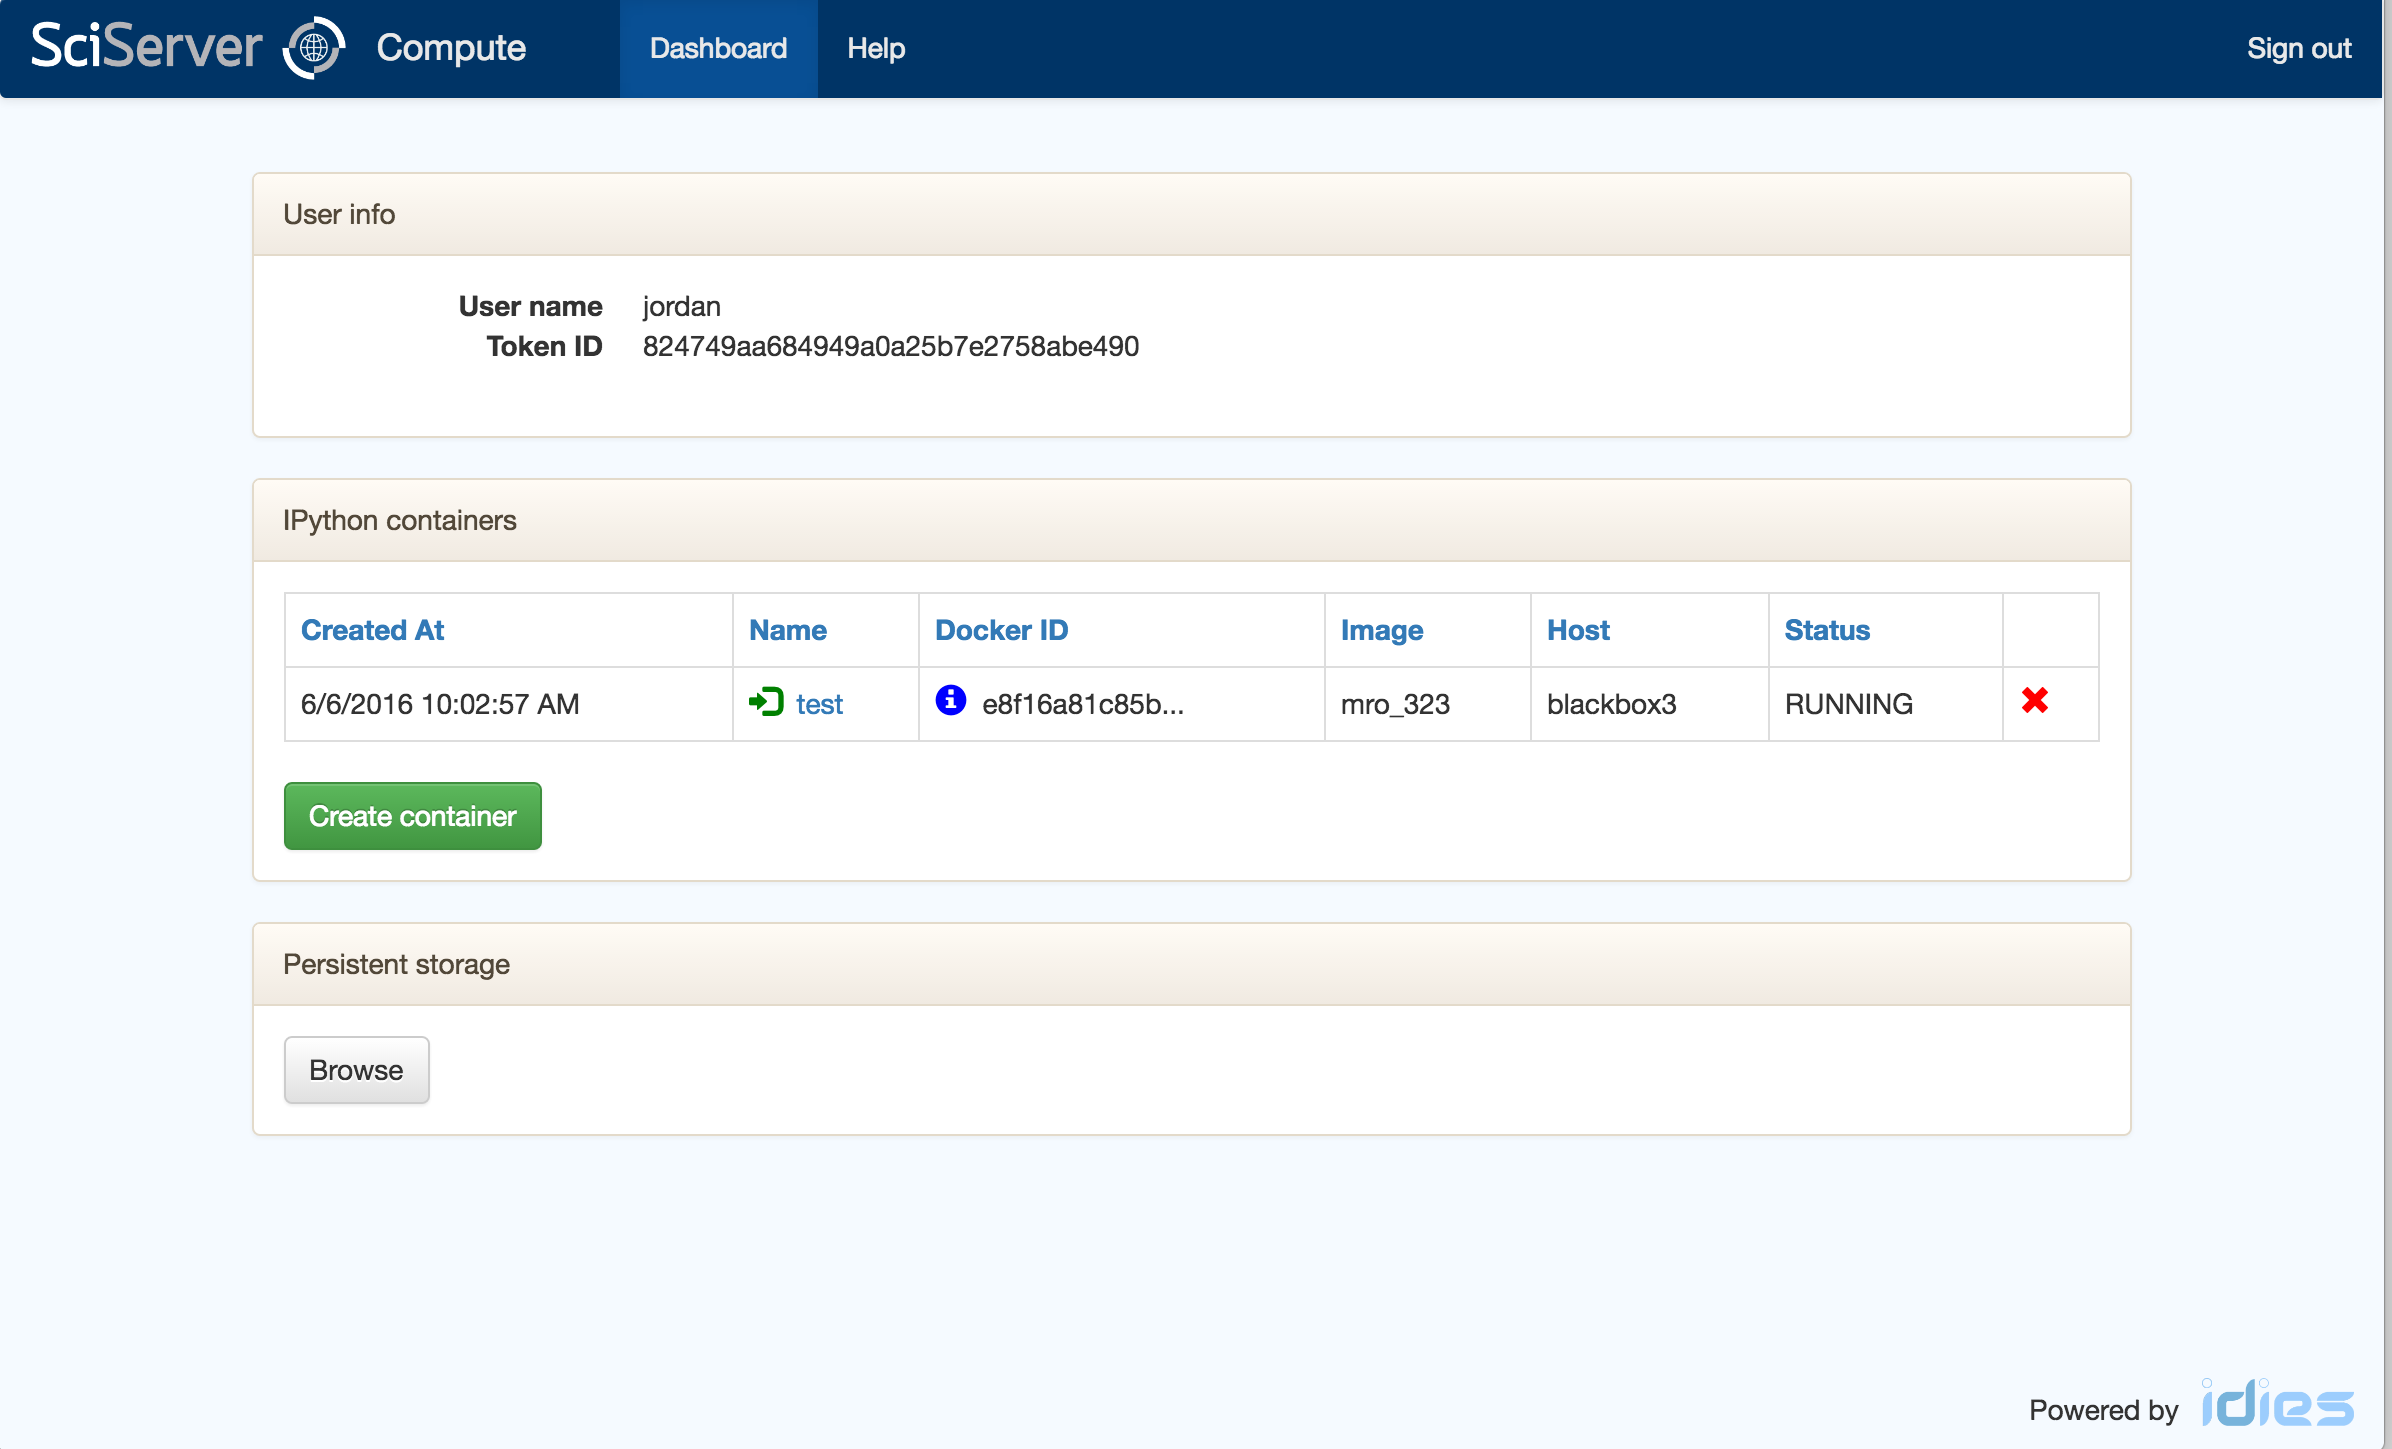 SciServer Compute Dashboard Help Sign out
User info
User name jordan
Token ID 824749aa684949a0a25b7e2758abe490
IPython containers
Created At Name Docker ID Image Host Status
6/6/2016 10:02:57 AM test e8f16a81c85b... mro_323 blackbox3 RUNNING
Create container
Persistent storage
Browse
Powered by idies